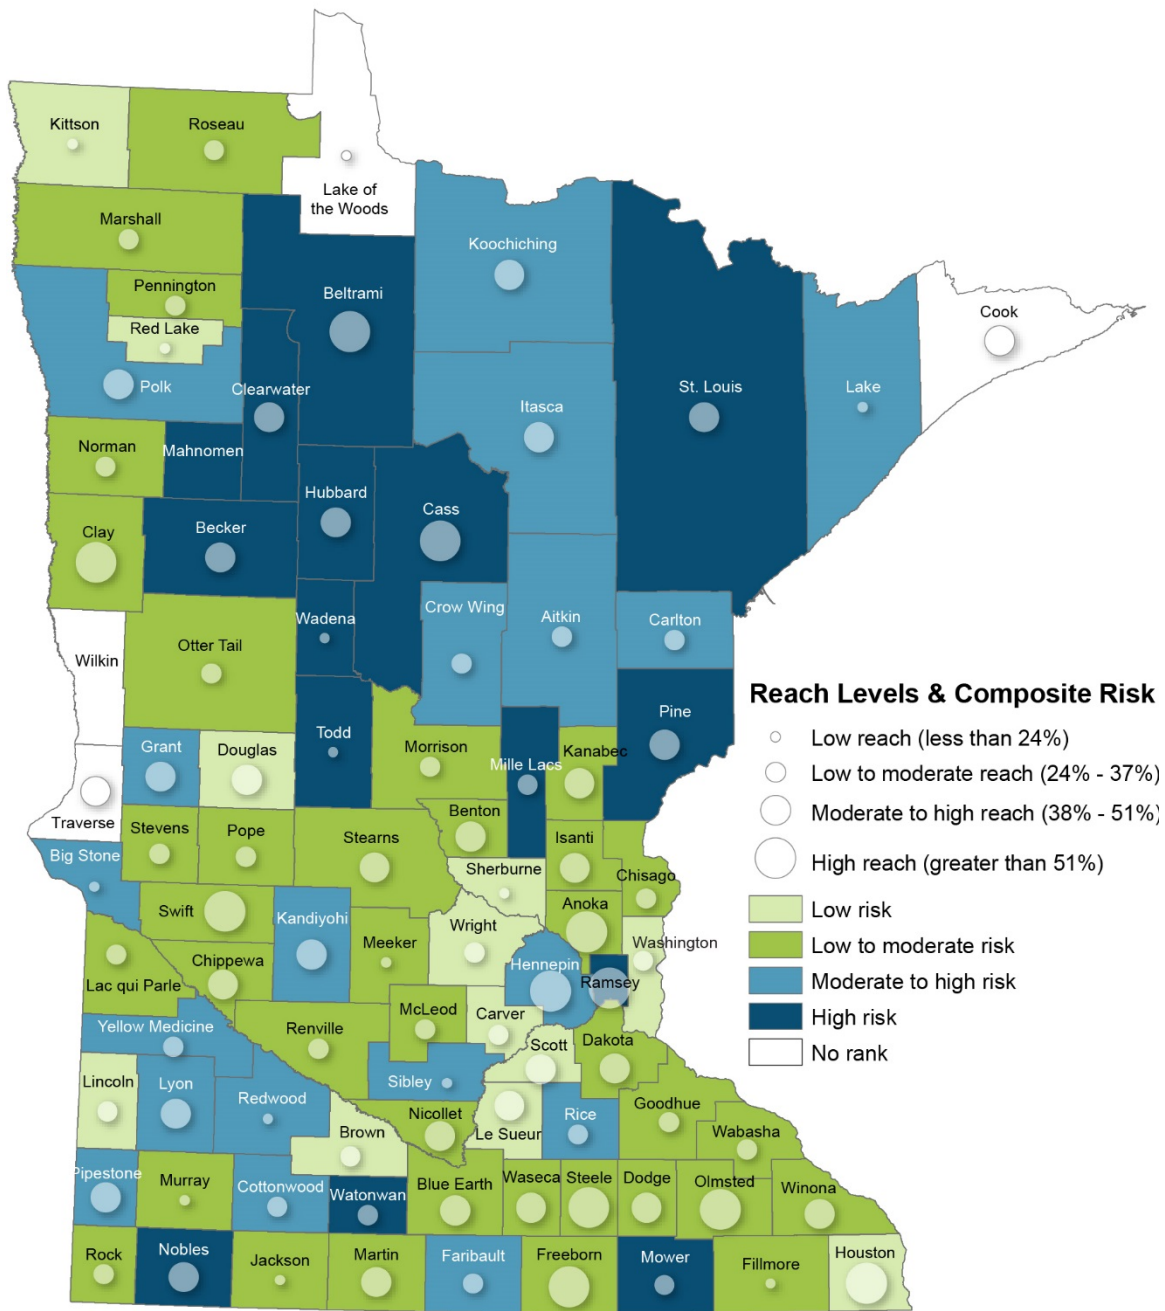 Kittson
Roseau
Lake of
the Woods
Marshall
Koochiching
Pennington
Beltrami
Cook
Red Lake
Polk
Clearwater
St. Louis
Lake
Itasca
Norman
Mahnomen
Hubbard
Cass
Clay
Becker
Crow Wing
Aitkin
Carlton
Wadena
Wilkin
Otter Tail
Pine
Todd
Grant
Douglas
Morrison
Kanabec
Mille Lacs
Traverse
Stevens
Pope
Stearns
Benton
Isanti
Big Stone
Sherburne
Chisago
Swift
Kandiyohi
Anoka
Wright
Meeker
Washington
Chippewa
Hennepin
Ramsey
Lac qui Parle
McLeod
Carver
Yellow Medicine
Renville
Scott
Dakota
Lincoln
Lyon
Redwood
Sibley
Nicollet
Rice
Goodhue
Brown
Le Sueur
Wabasha
Pipestone
Murray
Cottonwood
Watonwan
Blue Earth
Waseca
Steele
Dodge
Olmsted
Winona
Rock
Nobles
Jackson
Martin
Faribault
Freeborn
Mower
Fillmore
Houston
Reach Levels & Composite Risk
Low reach (less than 24%)
Low to moderate reach (24% - 37%)
Moderate to high reach (38% - 51%)
High reach (greater than 51%)
Low risk
Low to moderate risk
Moderate to high risk
High risk
No rank